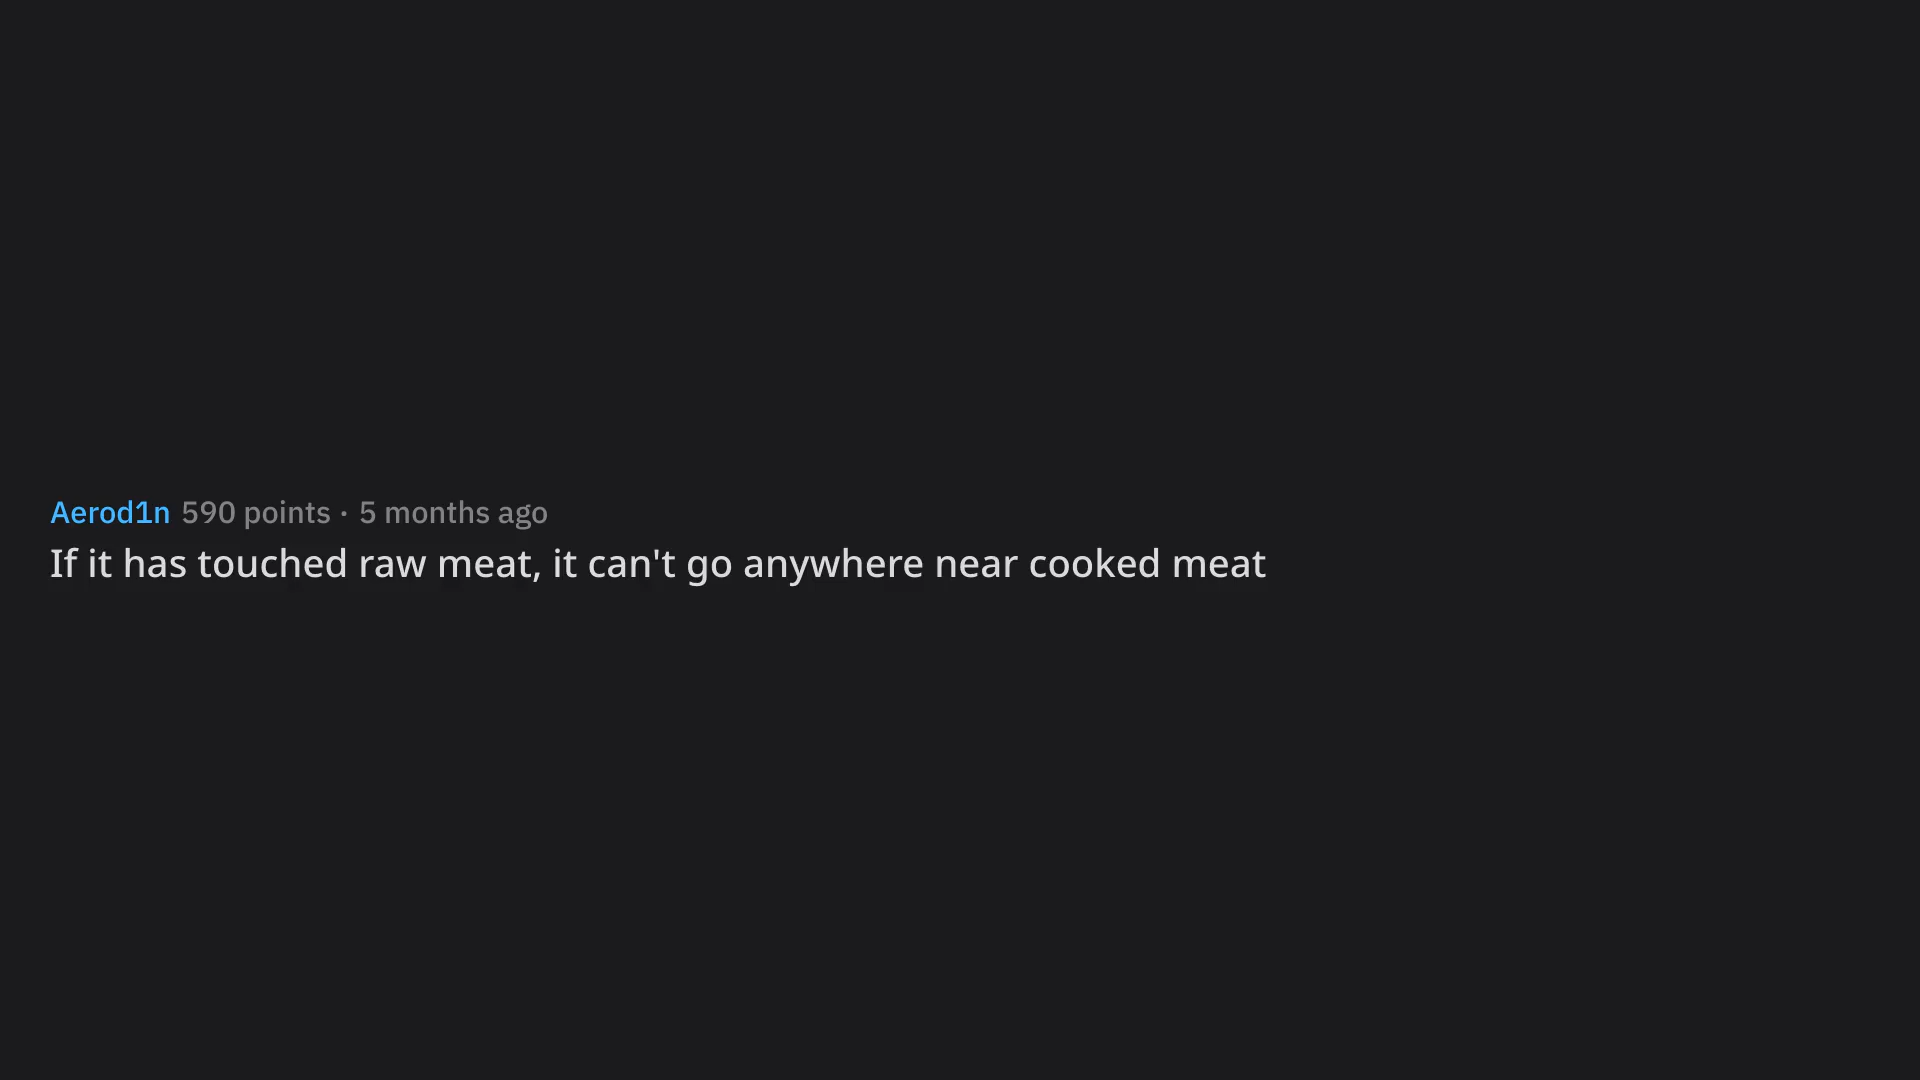 Aerod1n 590 points · 5 months ago
If it has touched raw meat, it can't go anywhere near cooked meat